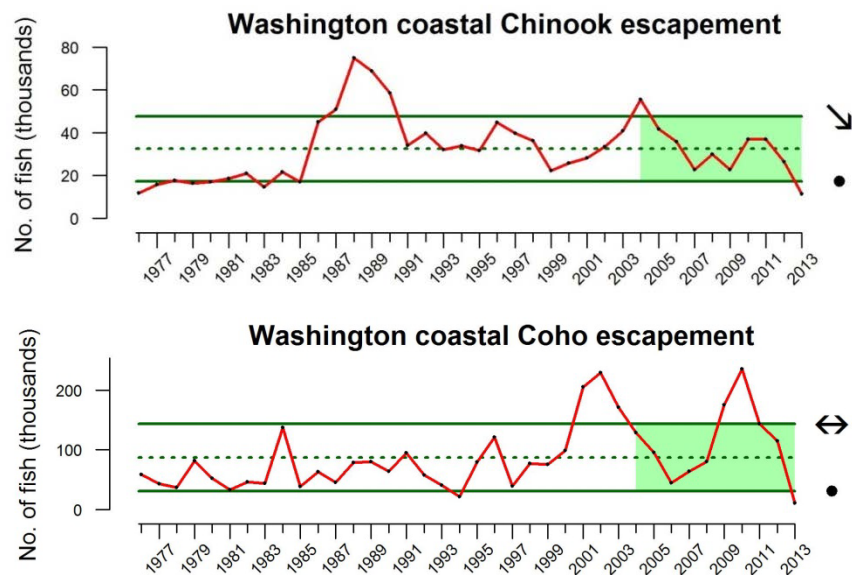 Washington coastal Chinook escapement
No. of fish (thousands)
80
60
40
20
0
1977 1979 1981 1983 1985 1987 1989 1991 1993 1995 1997 1999 2001 2003 2005 2007 2009 2011 2013
Washington coastal Coho escapement
No. of fish (thousands)
200
100
0
1977 1979 1981 1983 1985 1987 1989 1991 1993 1995 1997 1999 2001 2003 2005 2007 2009 2011 2013